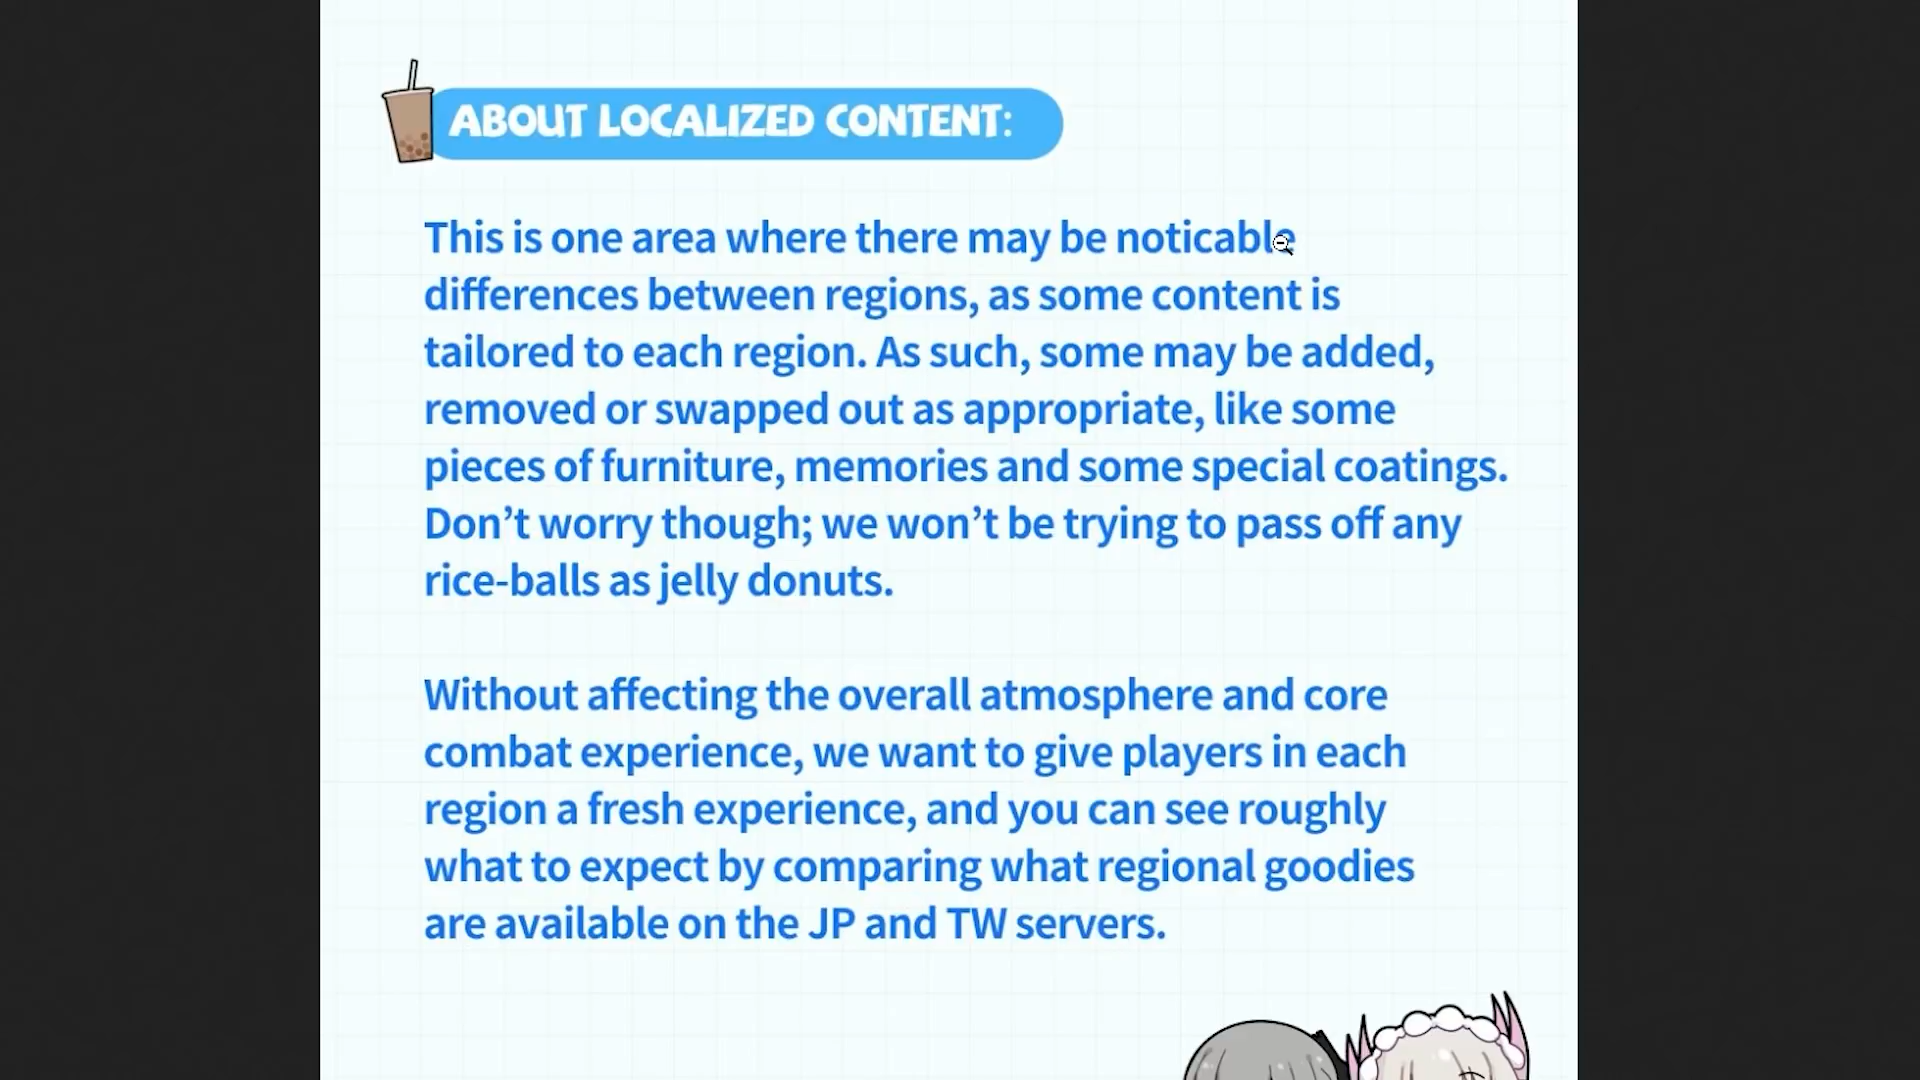 ABOUT LOCALIZED CONTENT:
This is one area where there may be noticable
differences between regions, as some content is
tailored to each region. As such, some may be added,
removed or swapped out as appropriate, like some
pieces of furniture, memories and some special coatings.
Don’t worry though; we won’t be trying to pass off any
rice-balls as jelly donuts.
Without affecting the overall atmosphere and core
combat experience, we want to give players in each
region a fresh experience, and you can see roughly
what to expect by comparing what regional goodies
are available on the JP and TW servers.